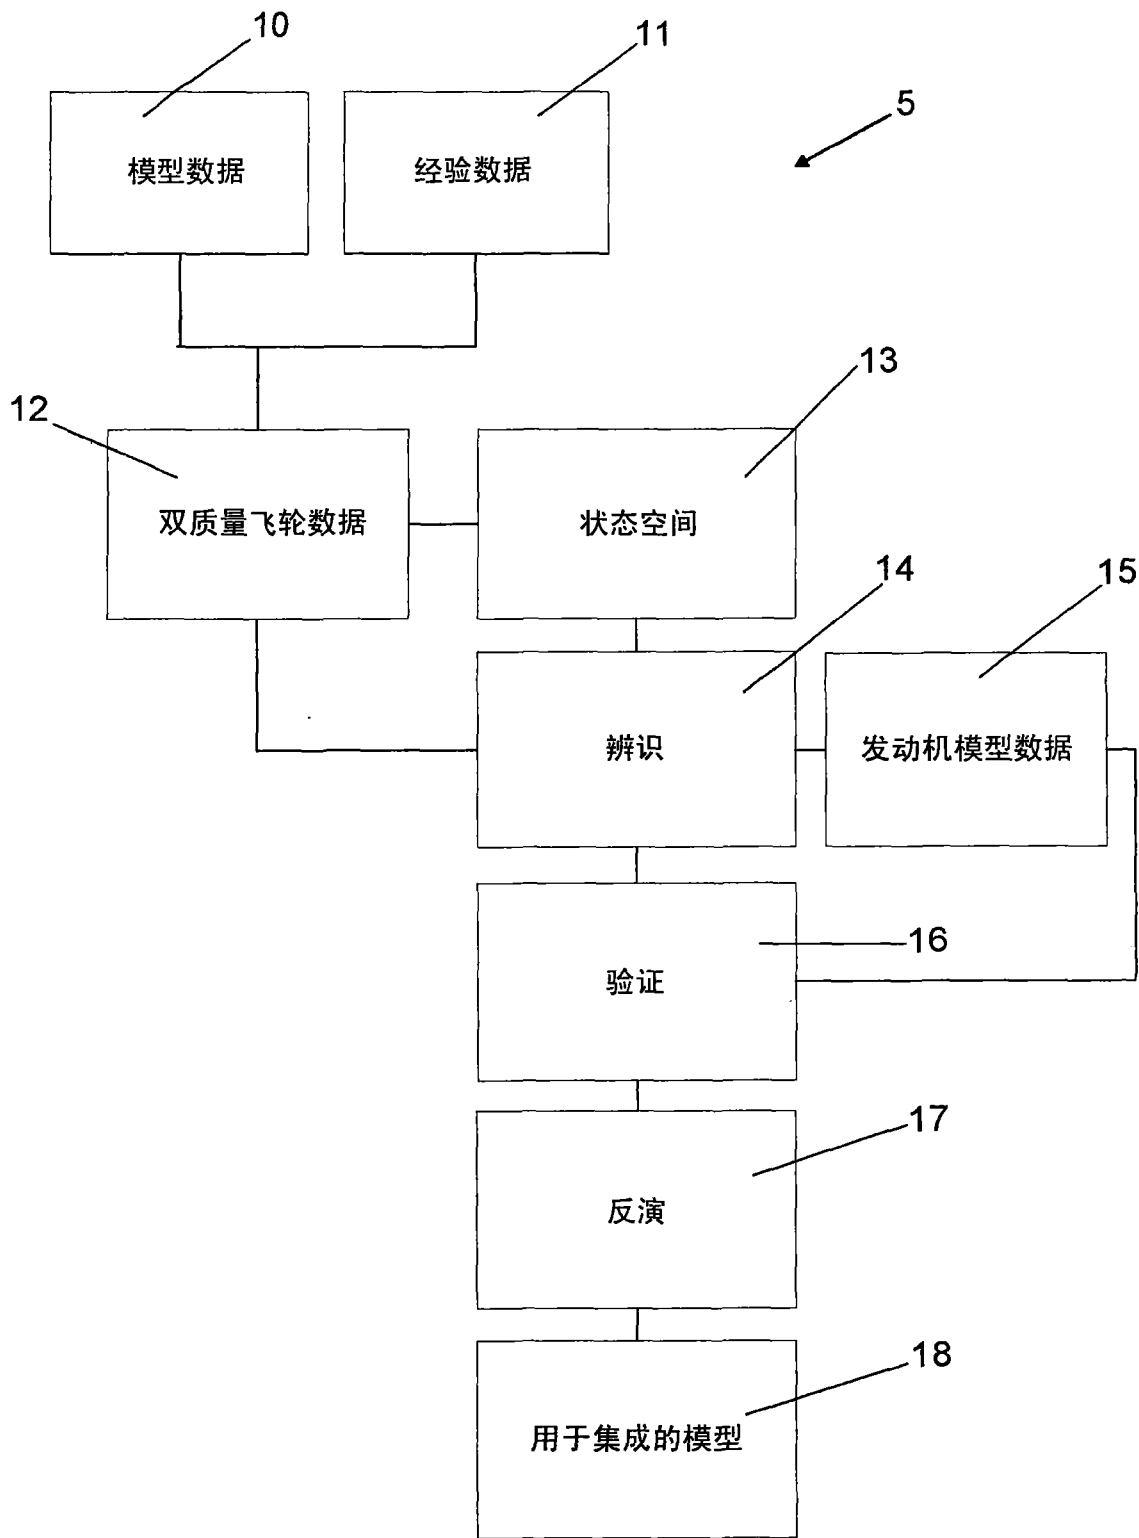 10
11
5
模型数据
经验数据
13
12
双质量飞轮数据
状态空间
14
15
辨识
发动机模型数据
16
验证
17
反演
18
用于集成的模型